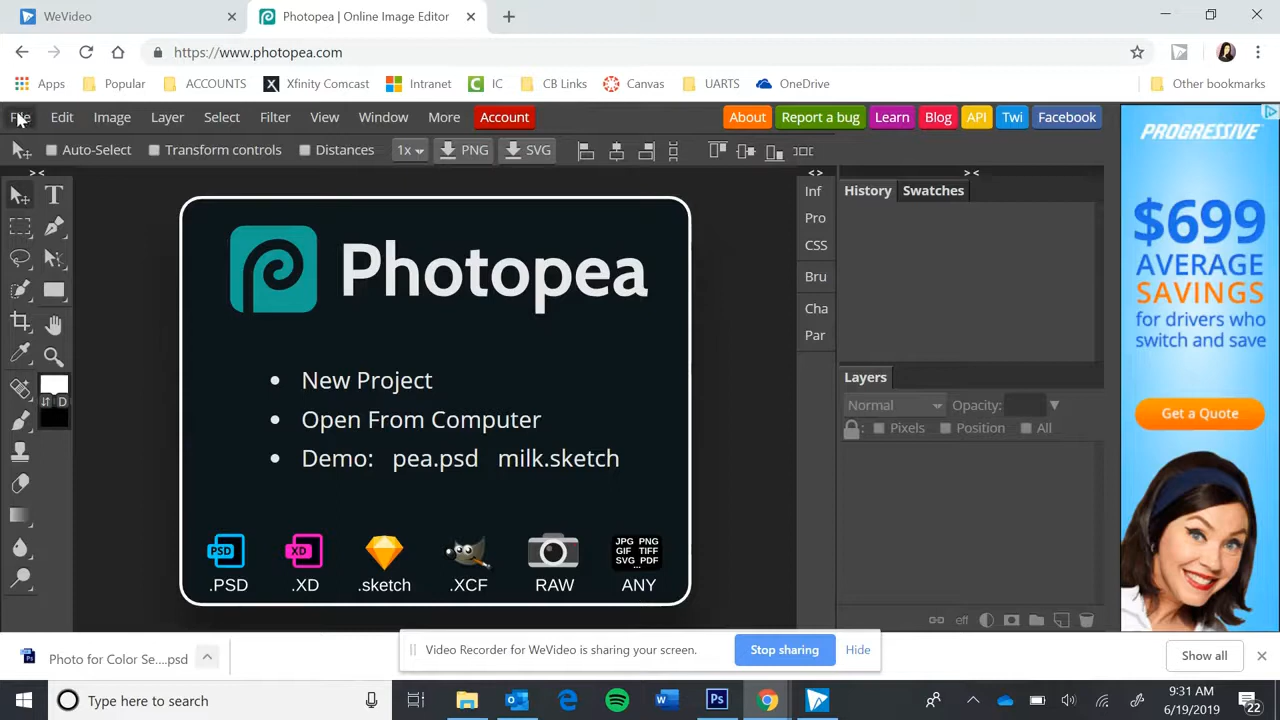 WeVideo
Photopea | Online Image Editor
https://www.photopea.com
Apps Popular ACCOUNTS Xfinity Comcast Intranet IC CB Links Canvas UARTS OneDrive Other bookmarks
File Edit Image Layer Select Filter View Window More Account About Report a bug Learn Blog API Twi Facebook
Auto-Select Transform controls Distances 1x PNG SVG
> < < > > <
T
D
Photopea
New Project
Open From Computer
Demo: pea.psd milk.sketch
PSD XD JPG PNG
GIF TIFF
SVG PDF
...
.PSD .XD .sketch .XCF RAW ANY
Inf
Pro
CSS
Bru
Cha
Par
History Swatches
Layers
Normal Opacity:
: Pixels Position All
eff
PROGRESSIVE
$699
AVERAGE
SAVINGS
for drivers who
switch and save
Get a Quote
Photo for Color Se....psd
Video Recorder for WeVideo is sharing your screen. Stop sharing Hide
Show all
Type here to search
9:31 AM
6/19/2019
22